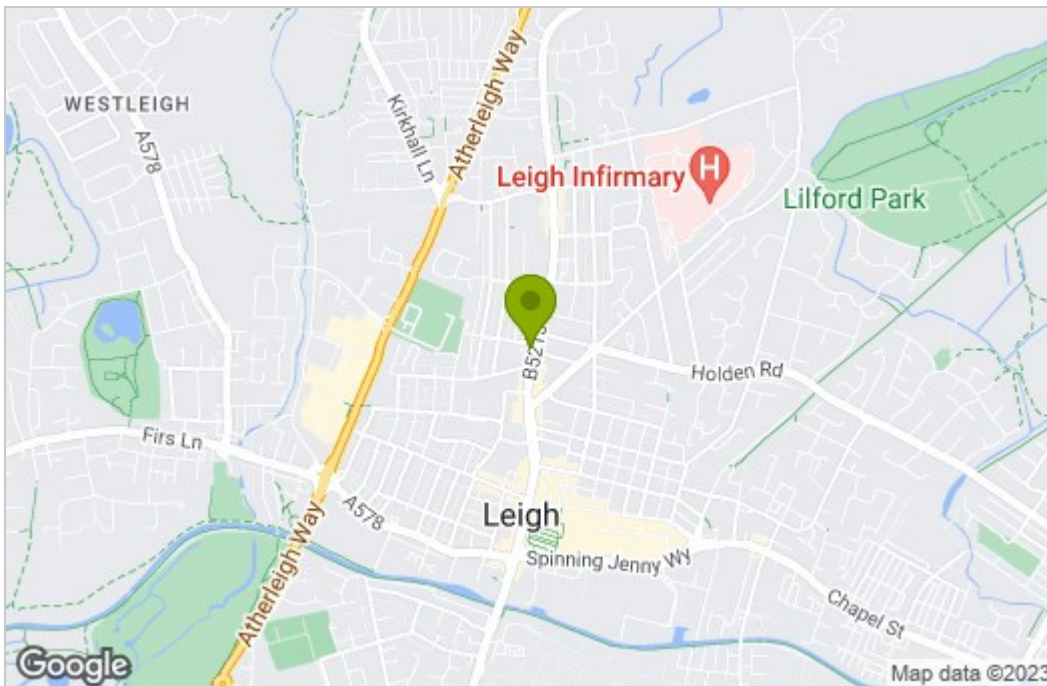 WESTLEIGH
A578
Kirkhall Ln
Atherleigh Way
Leigh Infirmary
H
Lilford Park
Holden Rd
Firs Ln
A578
Leigh
Spinning Jenny Wy
Chapel St
Atherleigh Way
Google
Map data ©2023